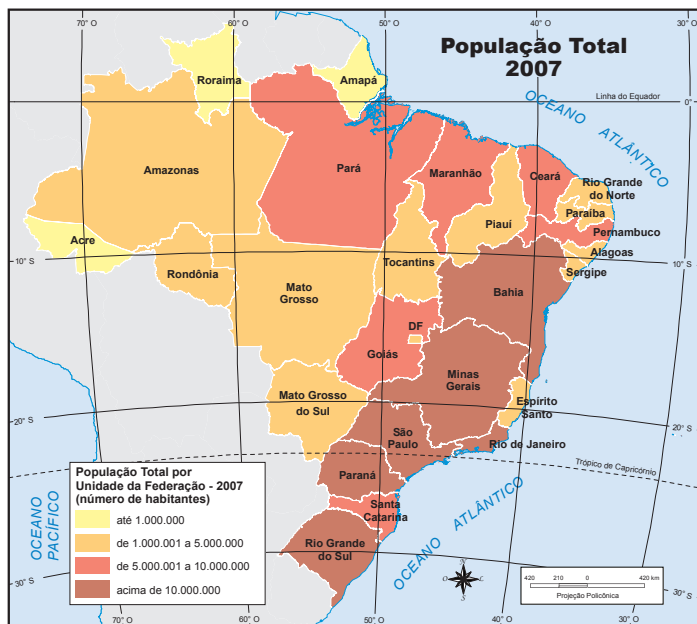 70° O
60° O
50° O
40° O
População Total
2007
Roraima
Amapá
OCEANO ATLÂNTICO
Linha do Equador
0°
0°
Amazonas
Pará
Maranhão
Ceará
Rio Grande
do Norte
Paraíba
Piauí
Pernambuco
Acre
Alagoas
10° S
10° S
Rondônia
Tocantins
Sergipe
Mato
Grosso
Bahia
DF
Goiás
Minas
Gerais
Mato Grosso
do Sul
Espírito
Santo
20° S
20° S
São
Paulo
Rio de Janeiro
Trópico de Capricórnio
Paraná
Santa
Catarina
OCEANO ATLÂNTICO
Rio Grande
do Sul
OCEANO
PACÍFICO
População Total por
Unidade da Federação - 2007
(número de habitantes)
até 1.000.000
de 1.000.001 a 5.000.000
de 5.000.001 a 10.000.000
acima de 10.000.000
30° S
30° S
N
O
L
S
420
210
0
420 km
Projeção Policônica
70° O
60° O
50° O
40° O
30° O